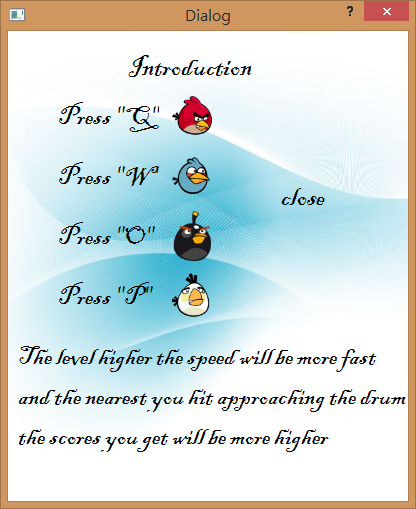 Dialog
?
x
Introduction
Press "Q"
Press "W"
close
Press "O"
Press "P"
The level higher the speed will be more fast
and the nearest you hit approaching the drum
the scores you get will be more higher